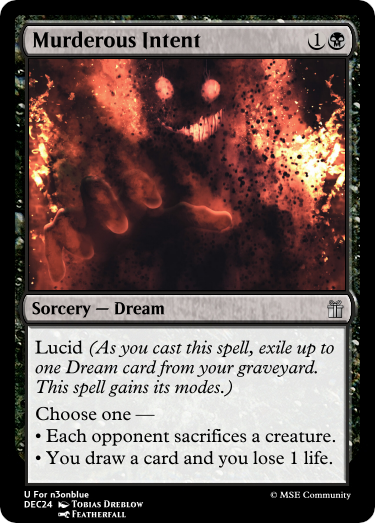 Murderous Intent 1
Sorcery — Dream
Lucid (As you cast this spell, exile up to
one Dream card from your graveyard.
This spell gains its modes.)
Choose one —
• Each opponent sacrifices a creature.
• You draw a card and you lose 1 life.
U For n3onblue
DEC24 Tobias Dreblow
Featherfall
© MSE Community